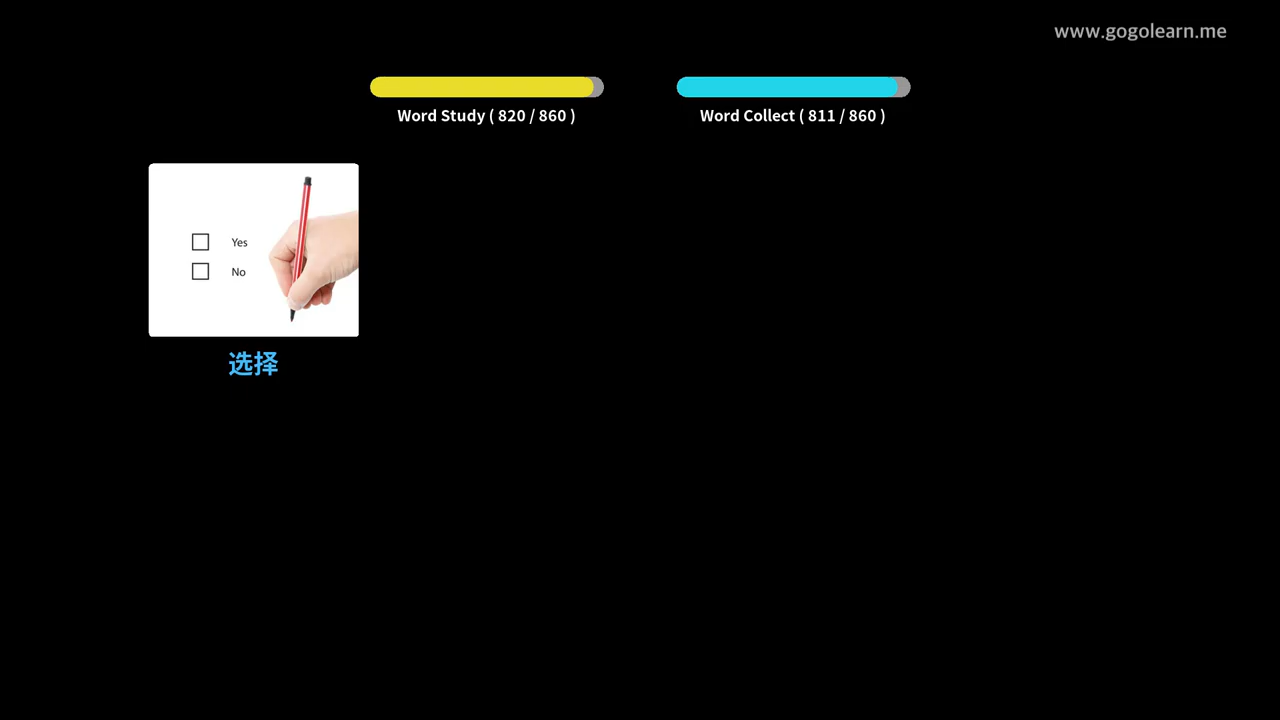 www.gogolearn.me
Word Study ( 820 / 860 )
Word Collect ( 811 / 860 )
Yes
No
选择